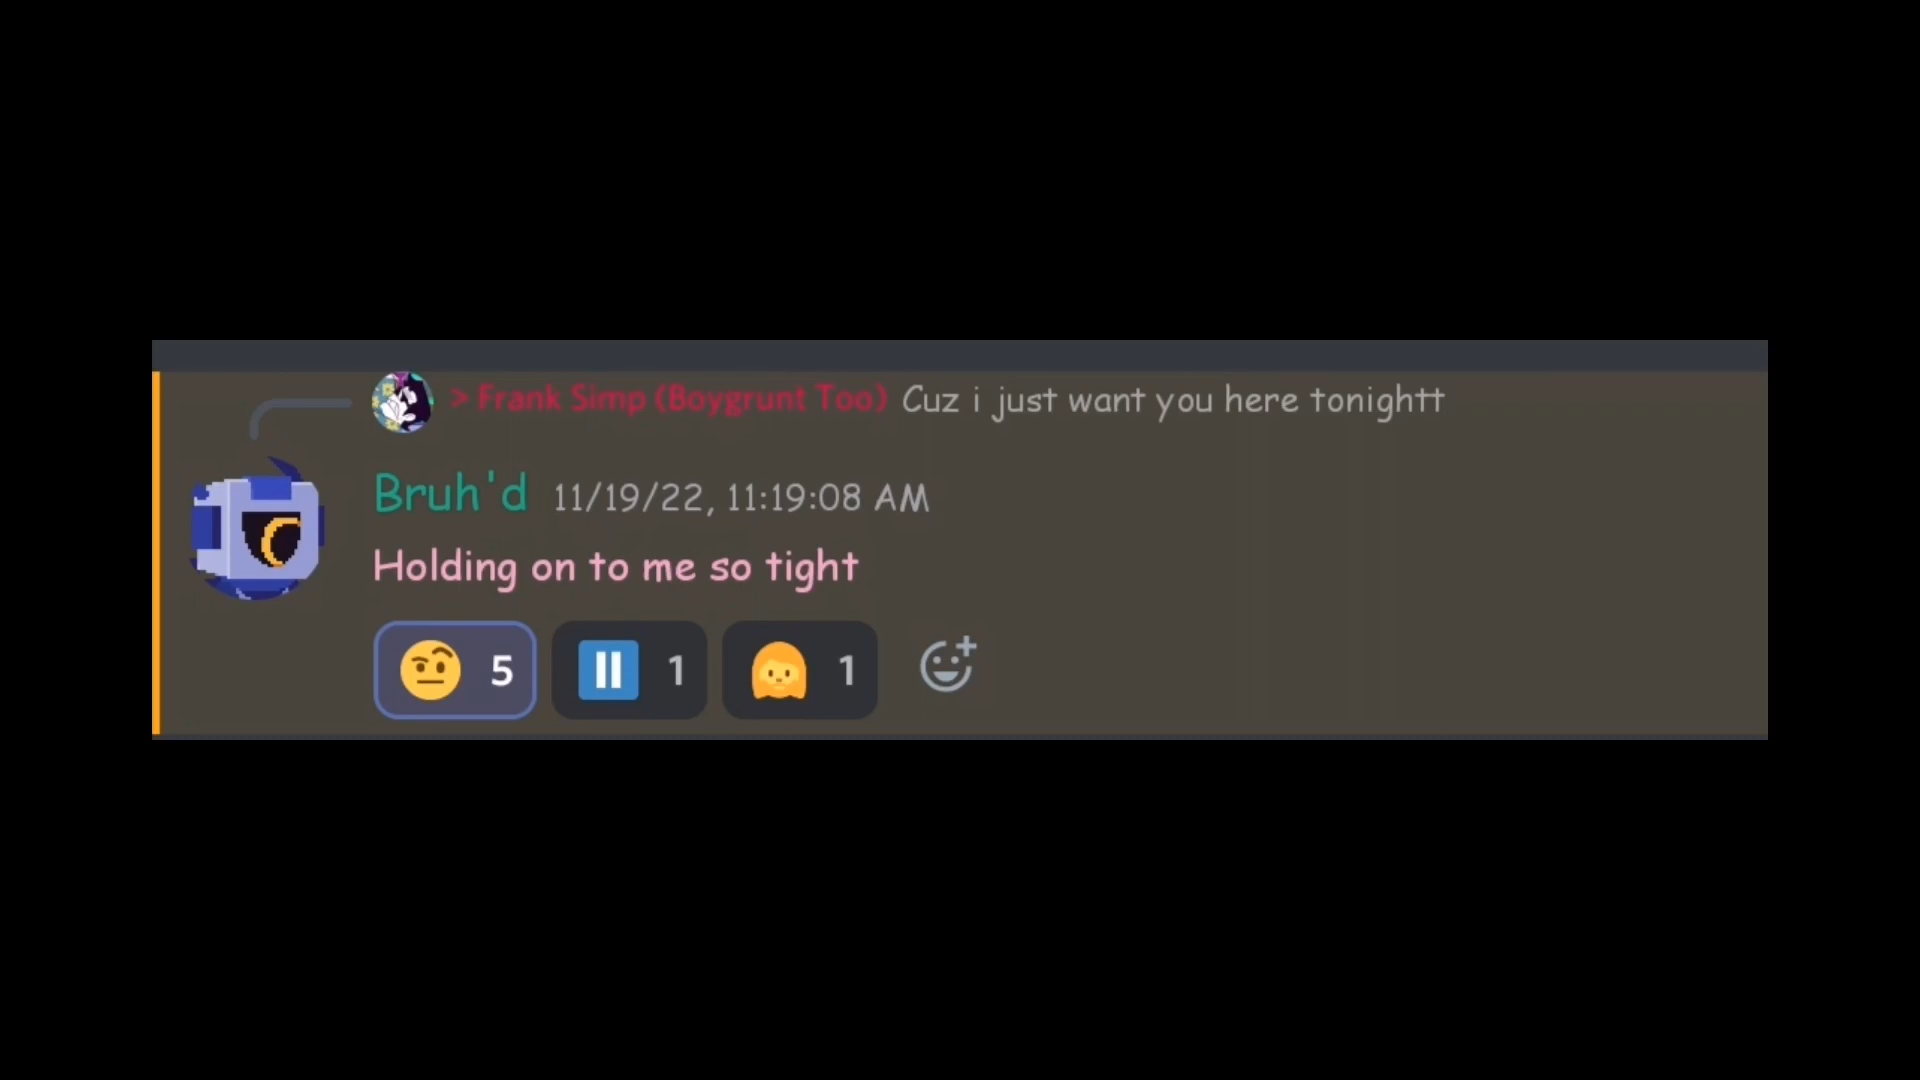 > Frank Simp (Boygrunt Too) Cuz i just want you here tonightt
Bruh'd 11/19/22, 11:19:08 AM
Holding on to me so tight
5 1 1